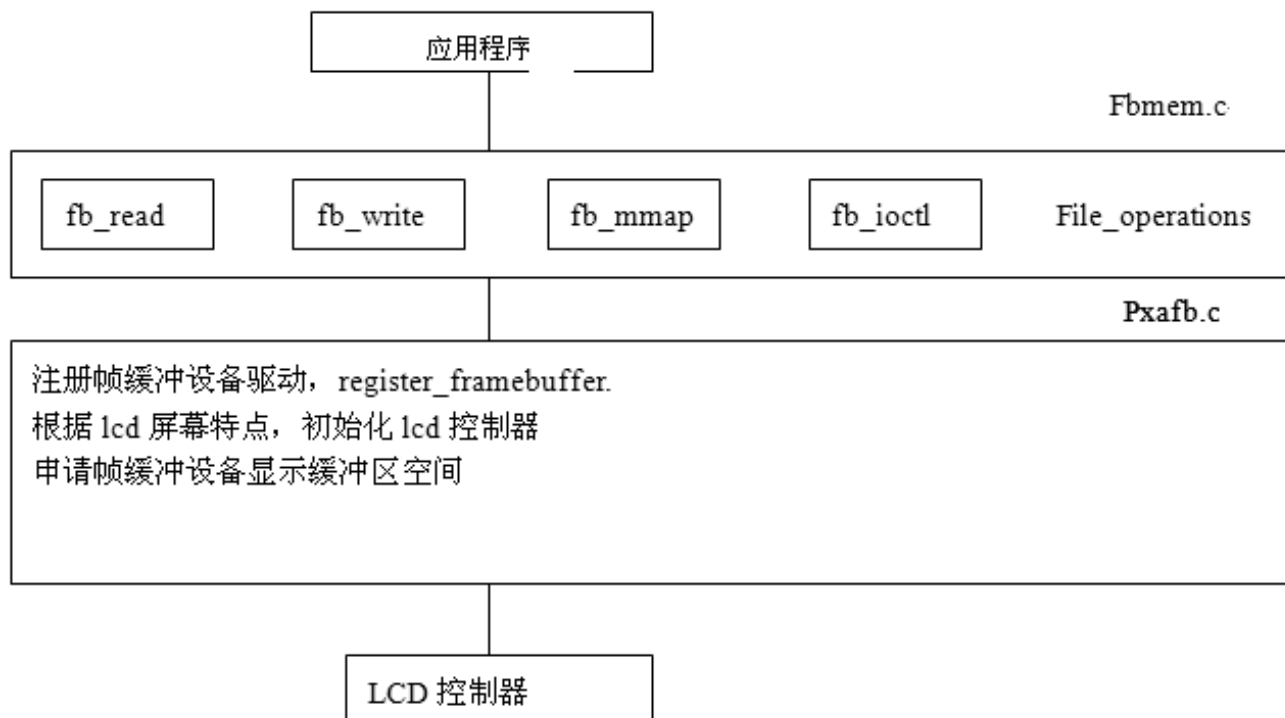 应用程序
Fbmem.c
fb_read fb_write fb_mmap fb_ioctl File_operations
Pxafb.c
注册帧缓冲设备驱动，register_framebuffer.
根据 lcd 屏幕特点，初始化 lcd 控制器
申请帧缓冲设备显示缓冲区空间
LCD 控制器